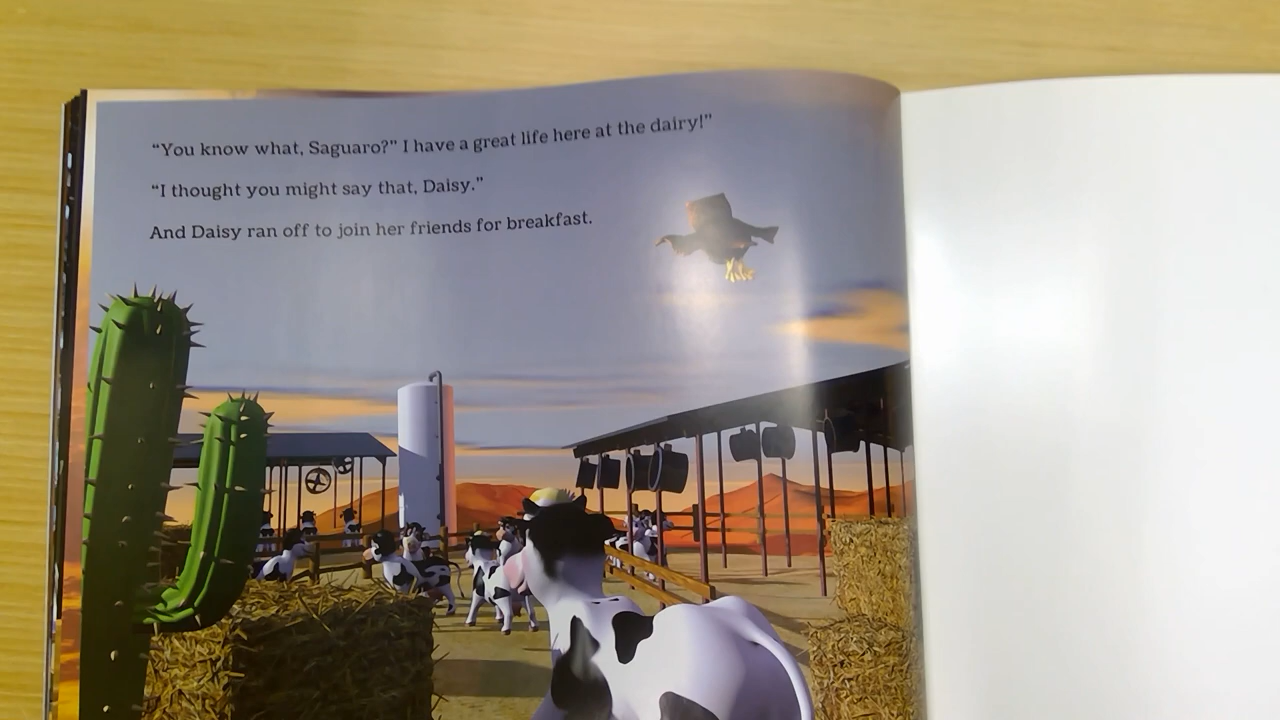 “You know what, Saguaro?” I have a great life here at the dairy!”
“I thought you might say that, Daisy.”
And Daisy ran off to join her friends for breakfast.